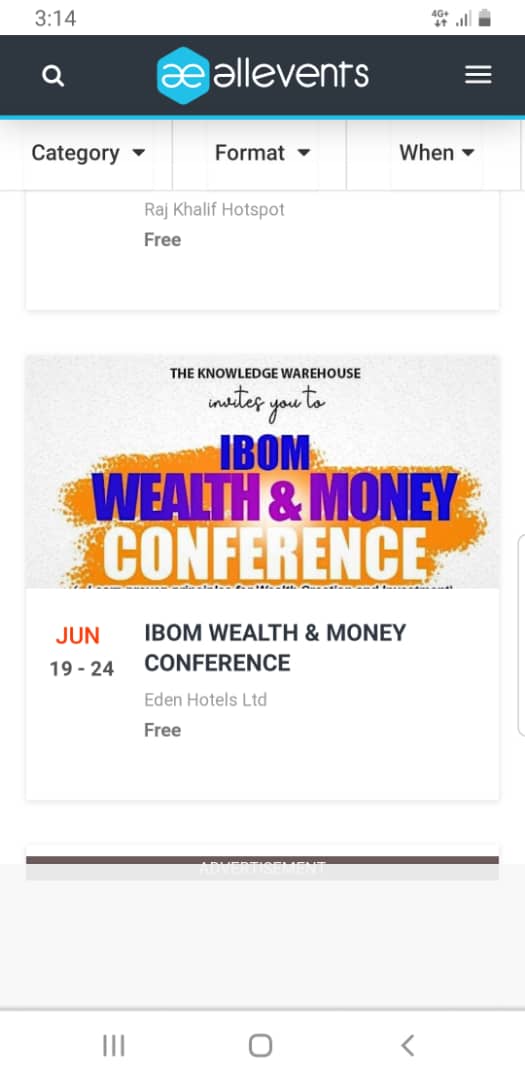 3:14
4G+
æ allevents
Category
Format
When
Raj Khalif Hotspot
Free
THE KNOWLEDGE WAREHOUSE
invites you to
IBOM
WEALTH & MONEY
CONFERENCE
JUN
19 - 24
IBOM WEALTH & MONEY
CONFERENCE
Eden Hotels Ltd
Free
ADVERTISEMENT